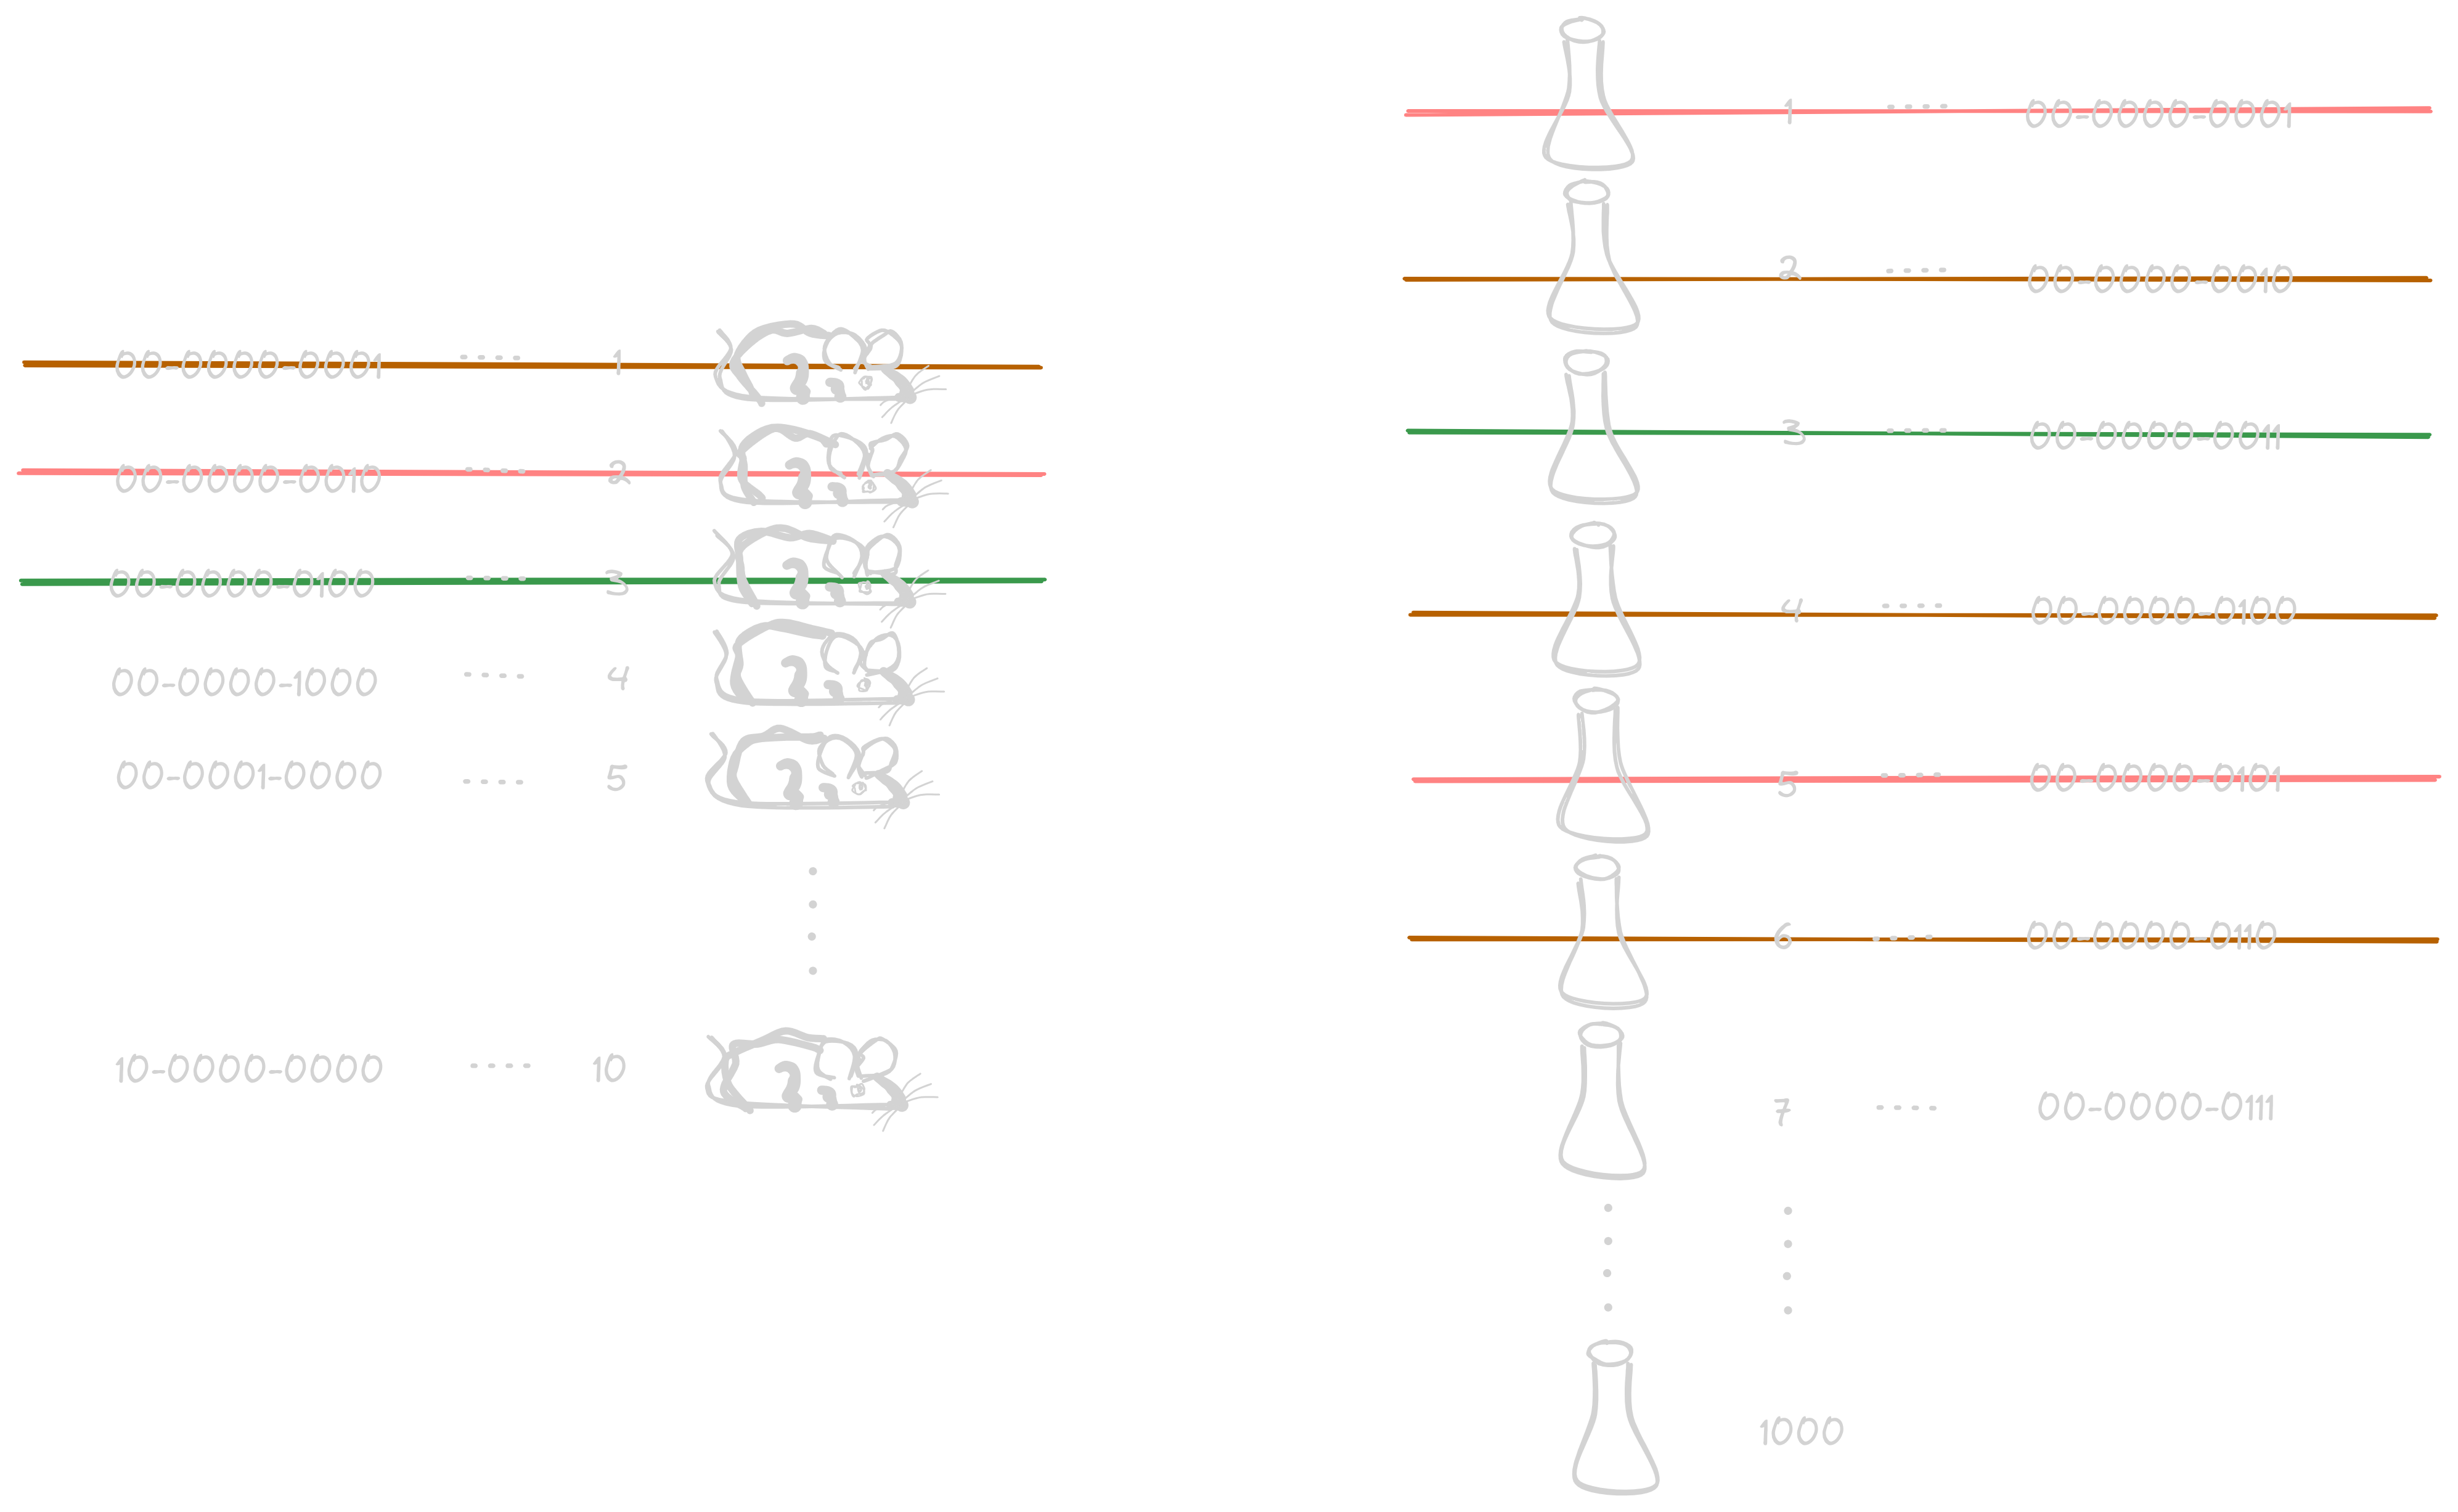 00-0000-0001 .... 1
00-0000-0010 .... 2
00-0000-0100 .... 3
00-0000-1000 .... 4
00-0001-0000 .... 5
10-0000-0000 .... 10
1 .... 00-0000-0001
2 .... 00-0000-0010
3 .... 00-0000-0011
4 .... 00-0000-0100
5 .... 00-0000-0101
6 .... 00-0000-0110
7 .... 00-0000-0111
1000